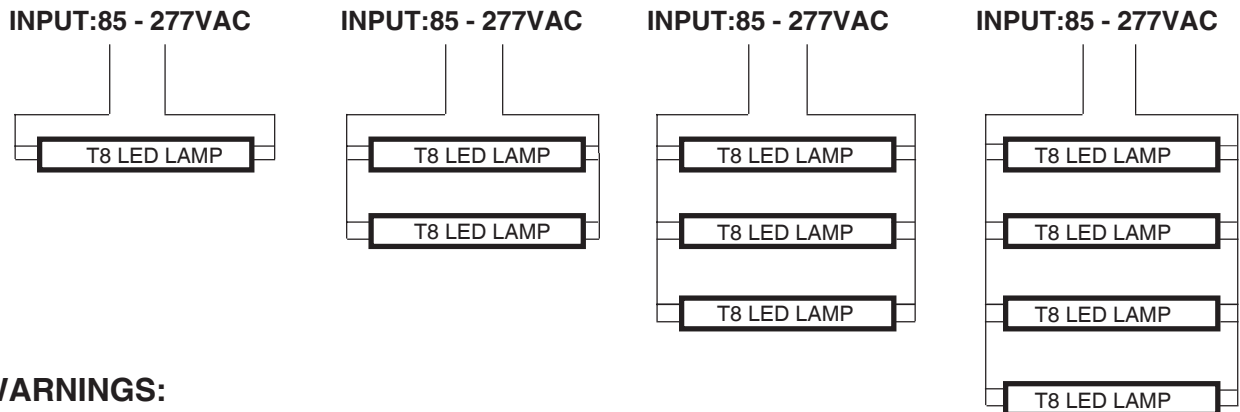 INPUT:85 - 277VAC INPUT:85 - 277VAC INPUT:85 - 277VAC INPUT:85 - 277VAC
T8 LED LAMP T8 LED LAMP T8 LED LAMP T8 LED LAMP
T8 LED LAMP T8 LED LAMP T8 LED LAMP
T8 LED LAMP T8 LED LAMP
T8 LED LAMP
WARNINGS: